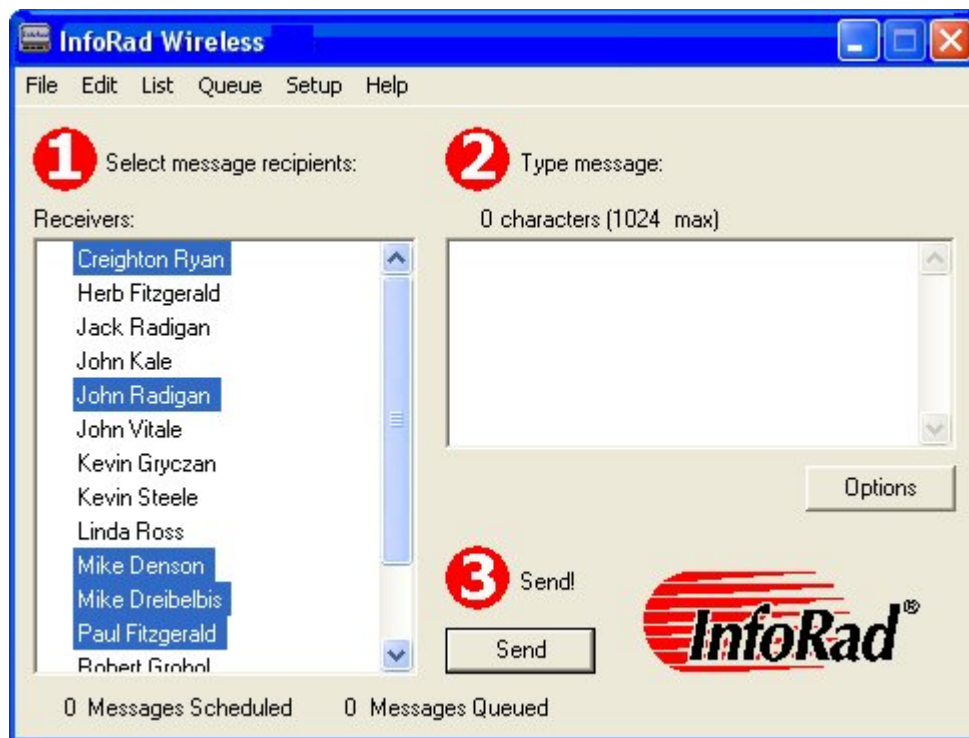 InfoRad Wireless
File Edit List Queue Setup Help
1 Select message recipients:
2 Type message:
Receivers:
0 characters (1024 max)
Creighton Ryan
Herb Fitzgerald
Jack Radigan
John Kale
John Radigan
John Vitale
Kevin Gryczan
Kevin Steele
Linda Ross
Mike Denson
Mike Dreibelbis
Paul Fitzgerald
Robert Grohol
Options
3 Send!
Send
InfoRad®
0 Messages Scheduled 0 Messages Queued